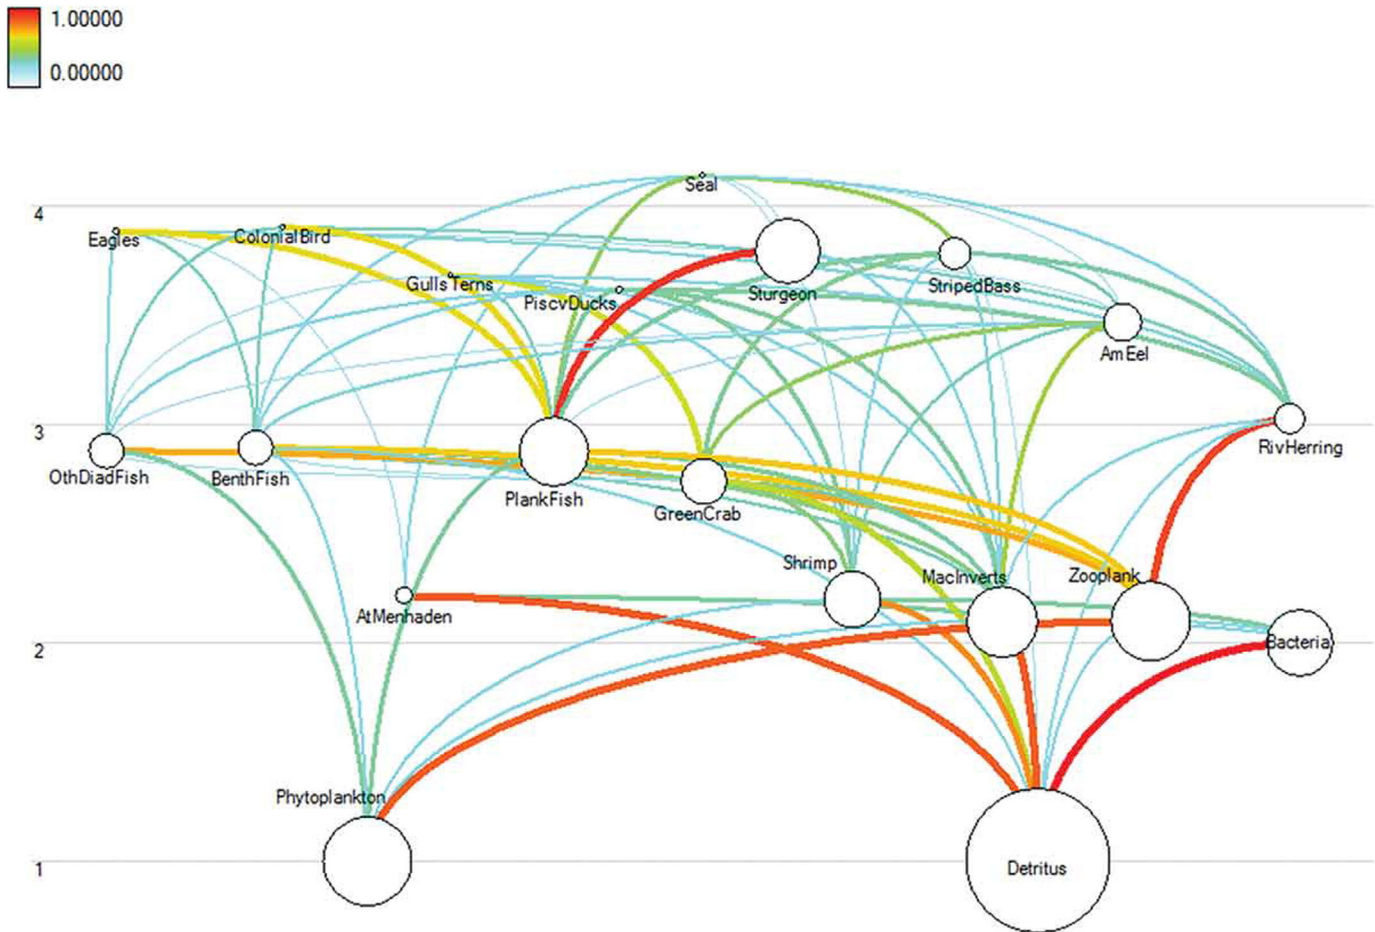 1.00000
0.00000
Seal
4
Eagles
ColonialBird
GullsTerns
PiscvDucks
Sturgeon
StripedBass
AmEel
3
OthDiadFish
BenthFish
PlankFish
GreenCrab
RivHerring
Shrimp
MacInverts
Zooplank
AtMenhaden
2
Bacteria
Phytoplankton
1
Detritus